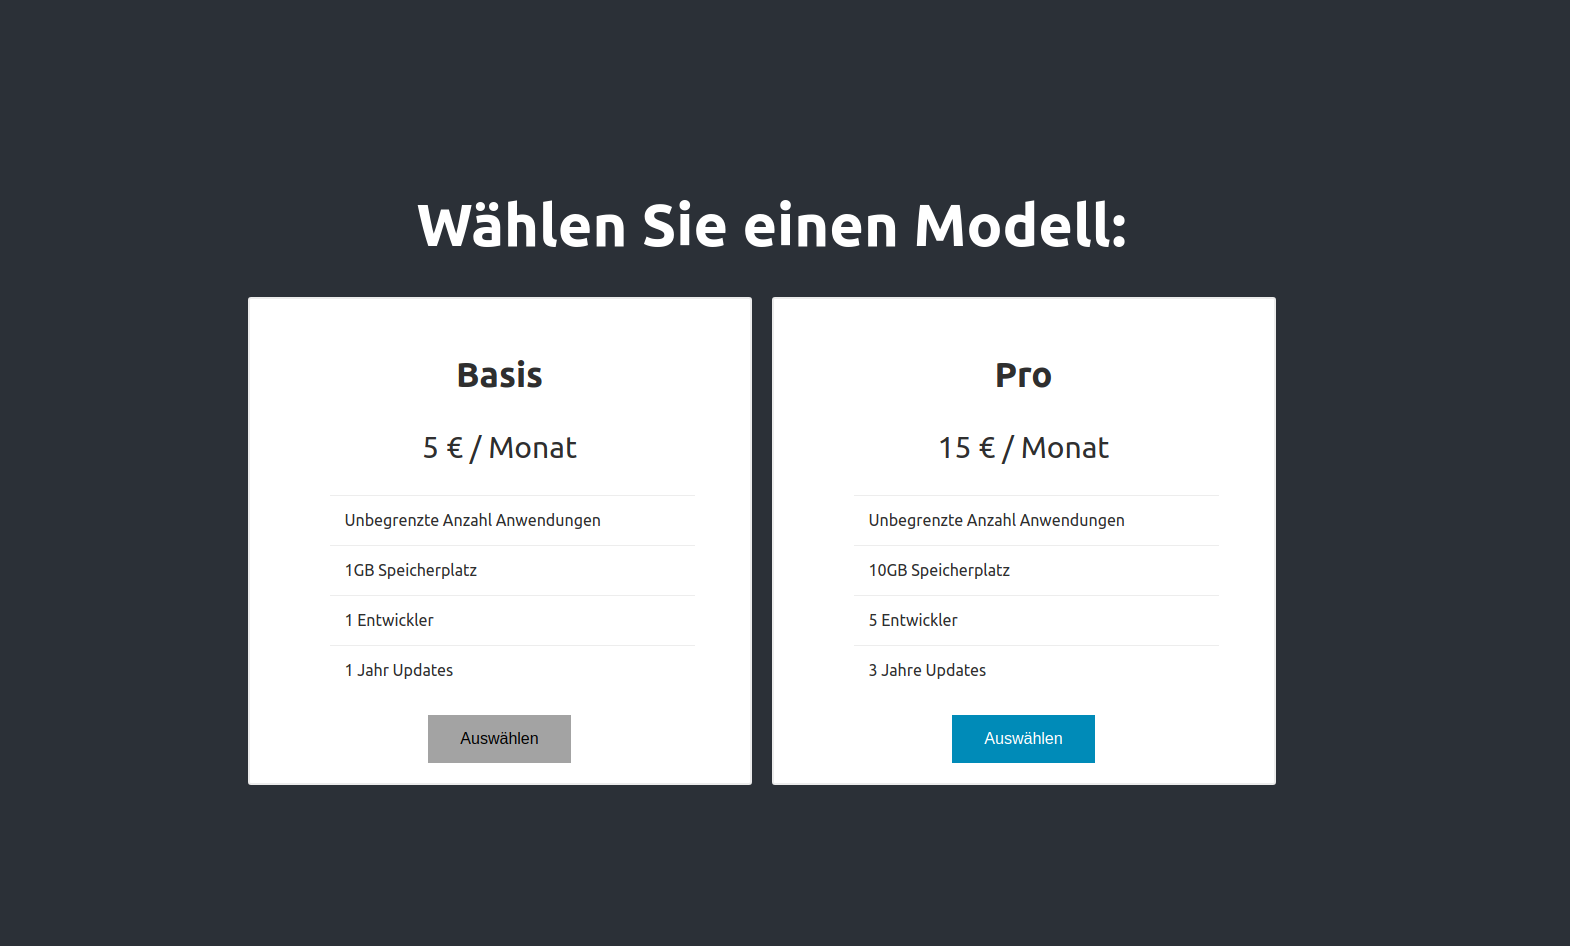 Wählen Sie einen Modell:
Basis
5 € / Monat
Unbegrenzte Anzahl Anwendungen
1GB Speicherplatz
1 Entwickler
1 Jahr Updates
Auswählen
Pro
15 € / Monat
Unbegrenzte Anzahl Anwendungen
10GB Speicherplatz
5 Entwickler
3 Jahre Updates
Auswählen